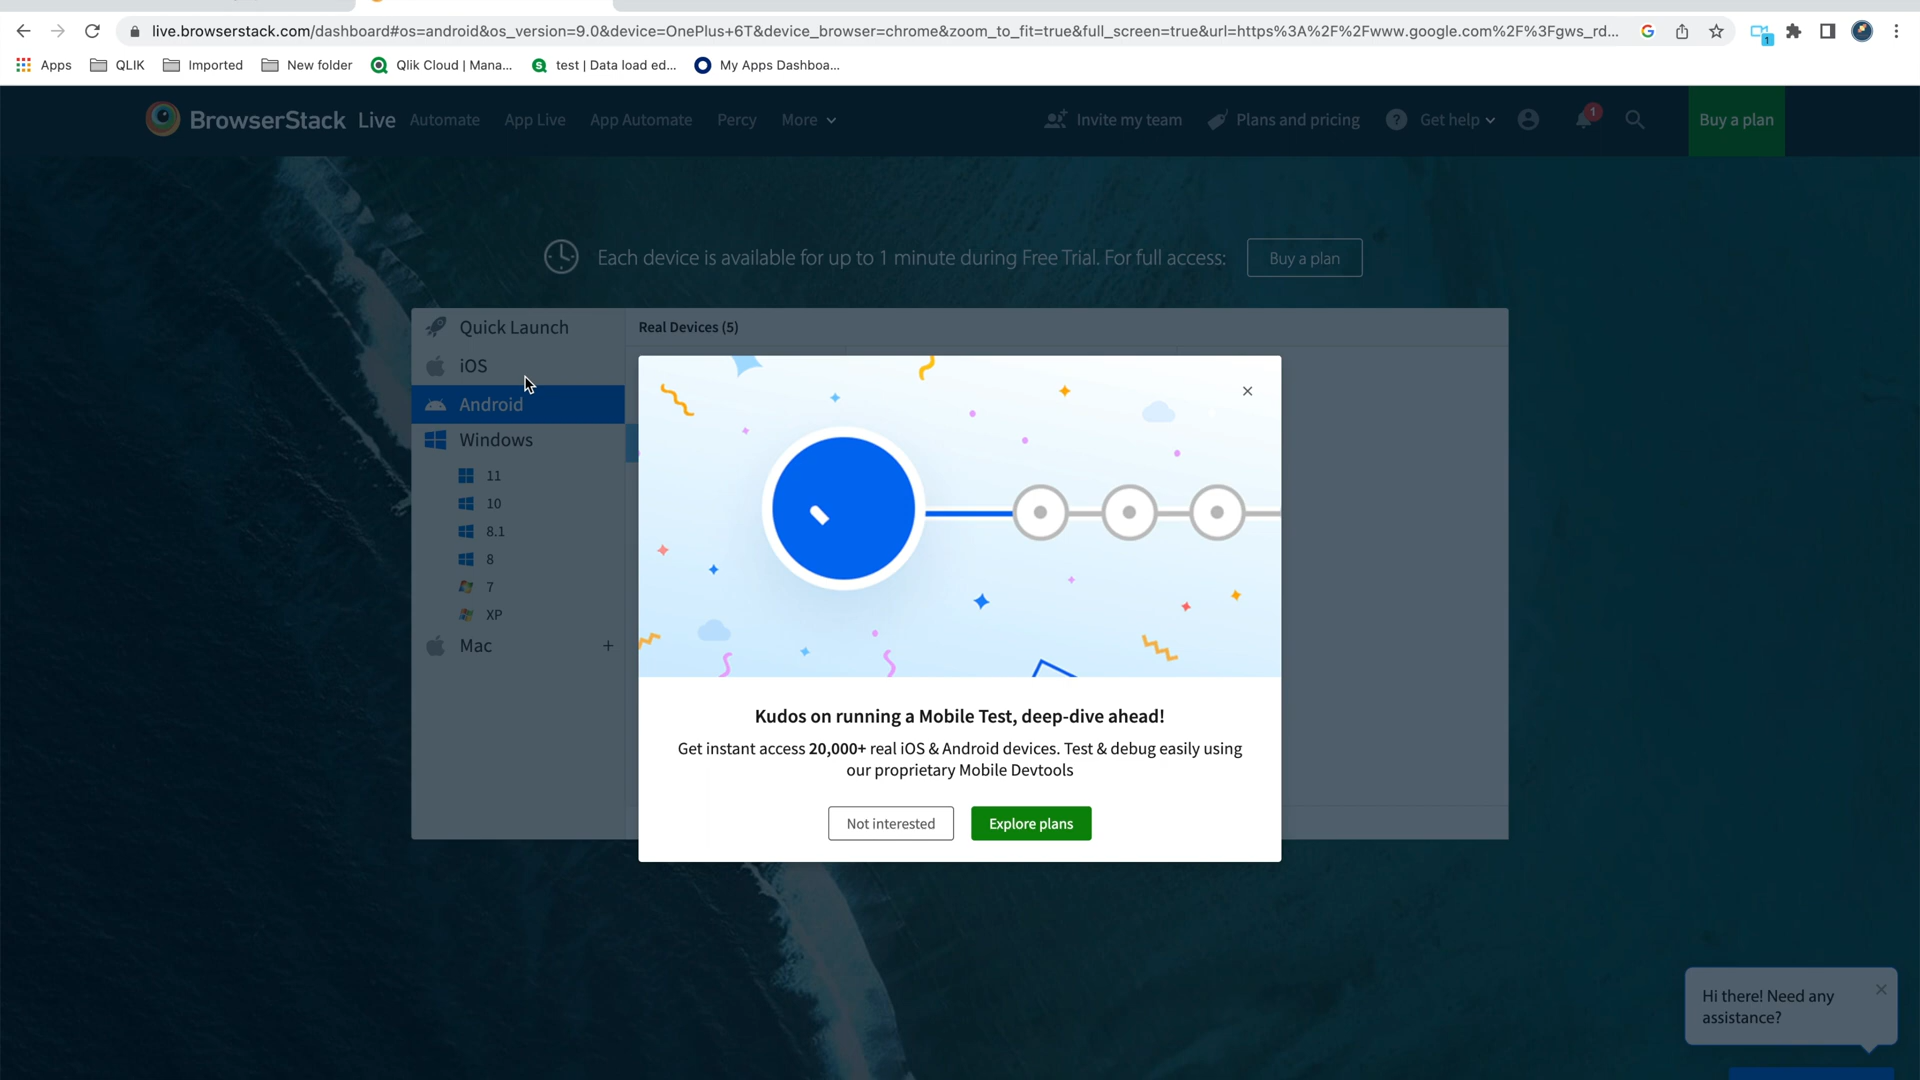 live.browserstack.com/dashboard#os=android&os_version=9.0&device=OnePlus+6T&device_browser=chrome&zoom_to_fit=true&full_screen=true&url=https%3A%2F%2Fwww.google.com%2F%3Fgws_rd...
1
Apps QLIK Imported New folder Qlik Cloud | Mana... test | Data load ed... My Apps Dashboa...
BrowserStack Live Automate App Live App Automate Percy More Invite my team Plans and pricing ? Get help 1 Buy a plan
Each device is available for up to 1 minute during Free Trial. For full access: Buy a plan
Quick Launch
Real Devices (5)
iOS
Android
Windows
11
10
8.1
8
7
XP
Mac +
Kudos on running a Mobile Test, deep-dive ahead!
Get instant access 20,000+ real iOS & Android devices. Test & debug easily using
our proprietary Mobile Devtools
Not interested Explore plans
Hi there! Need any
assistance?